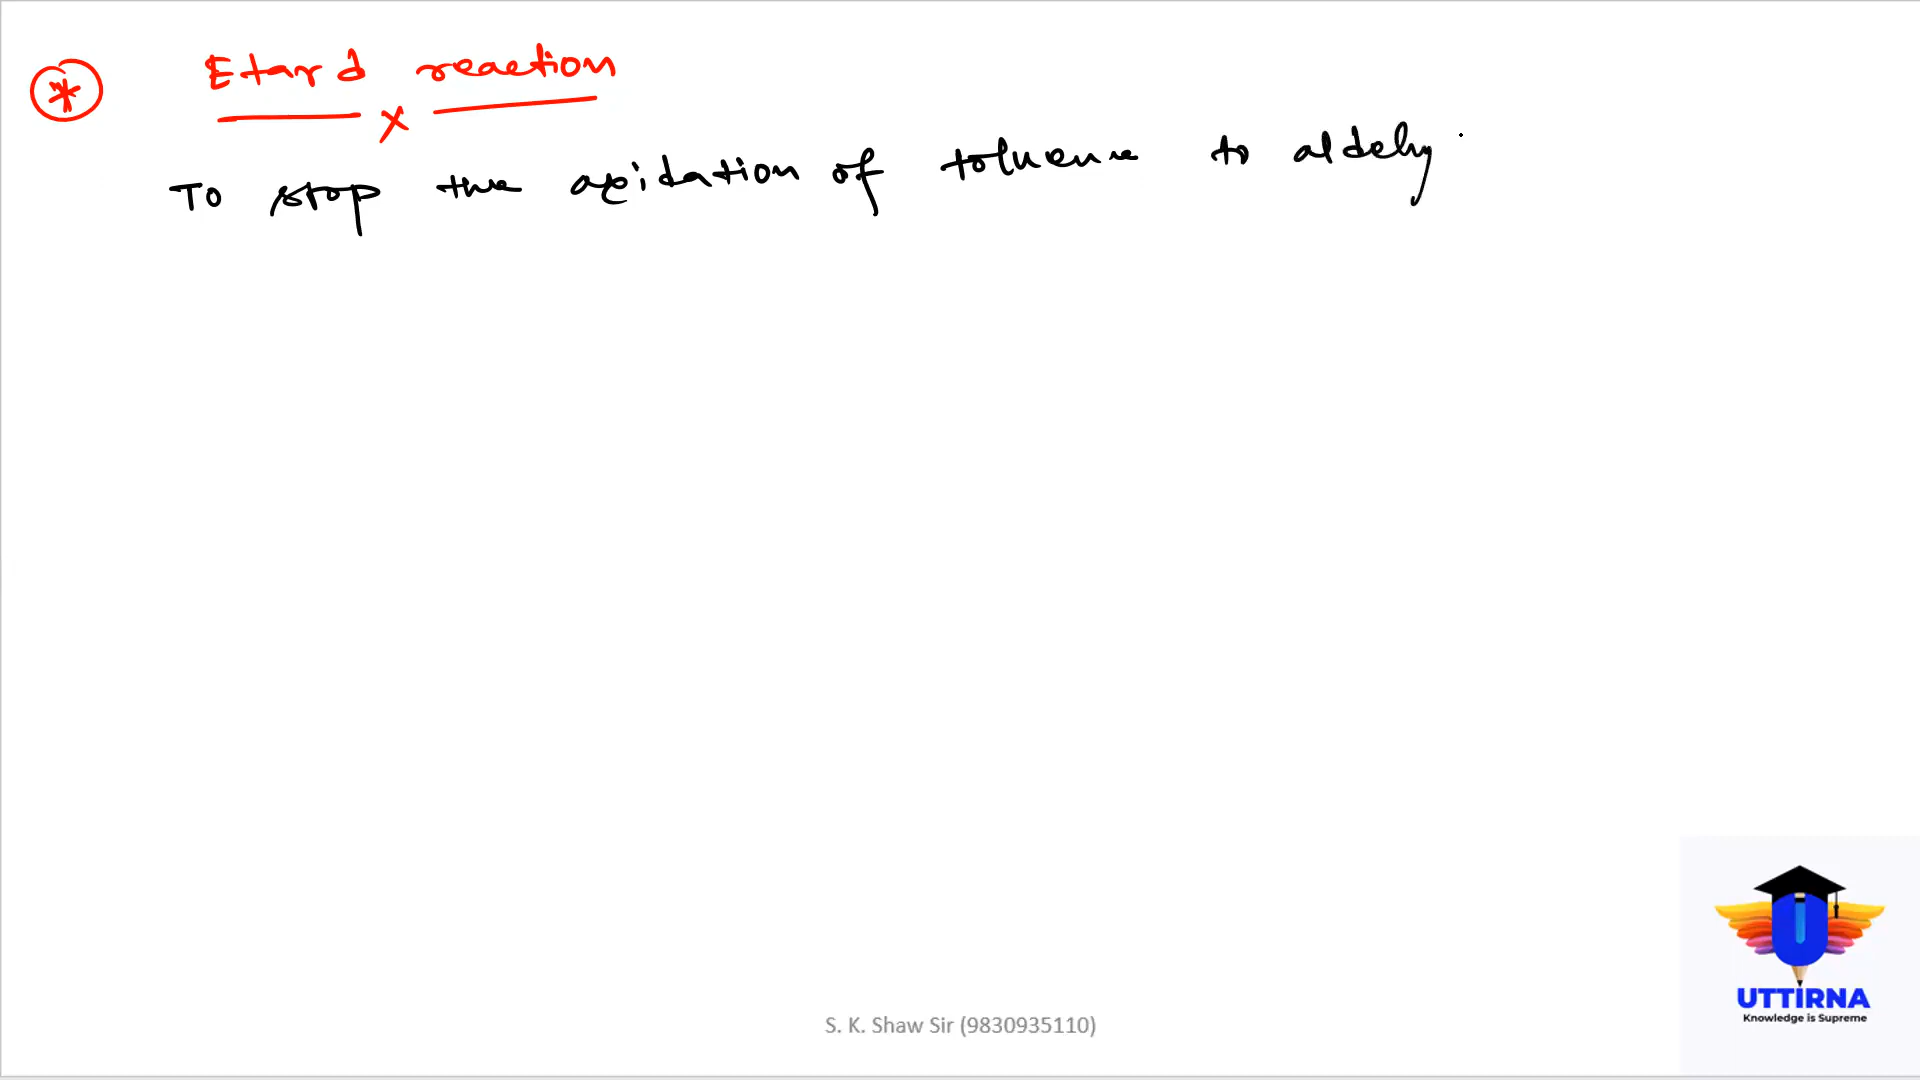 * Etard reaction
x
To stop the oxidation of toluene to aldehy
S. K. Shaw Sir (9830935110)
UTTIRNA
Knowledge is Supreme